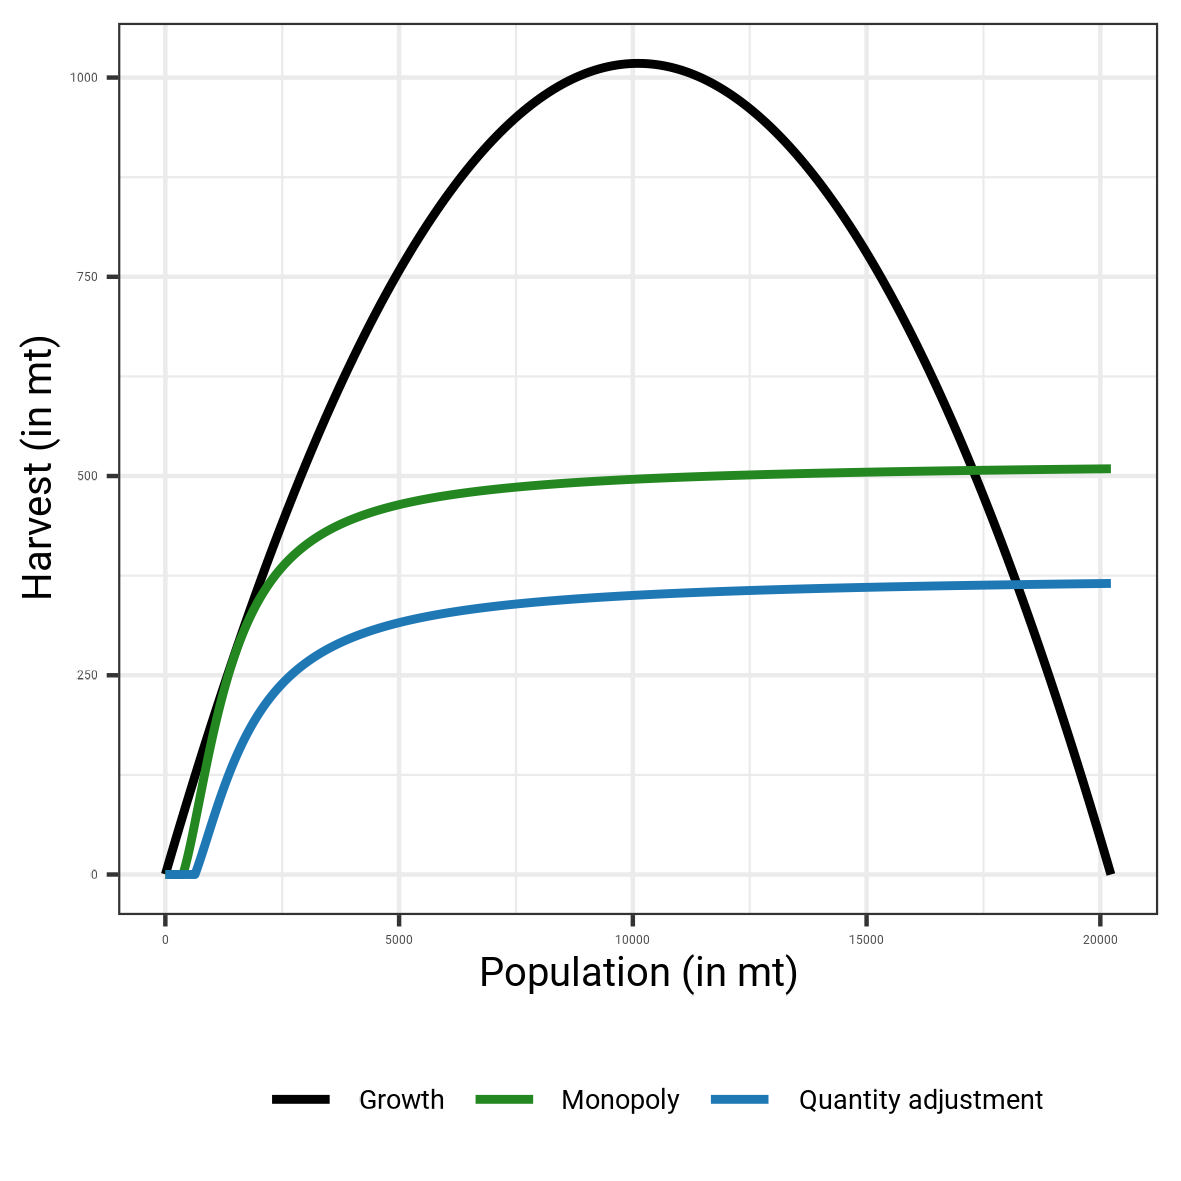 1000
750
500
250
0
Harvest (in mt)
0 5000 10000 15000 20000
Population (in mt)
Growth Monopoly Quantity adjustment